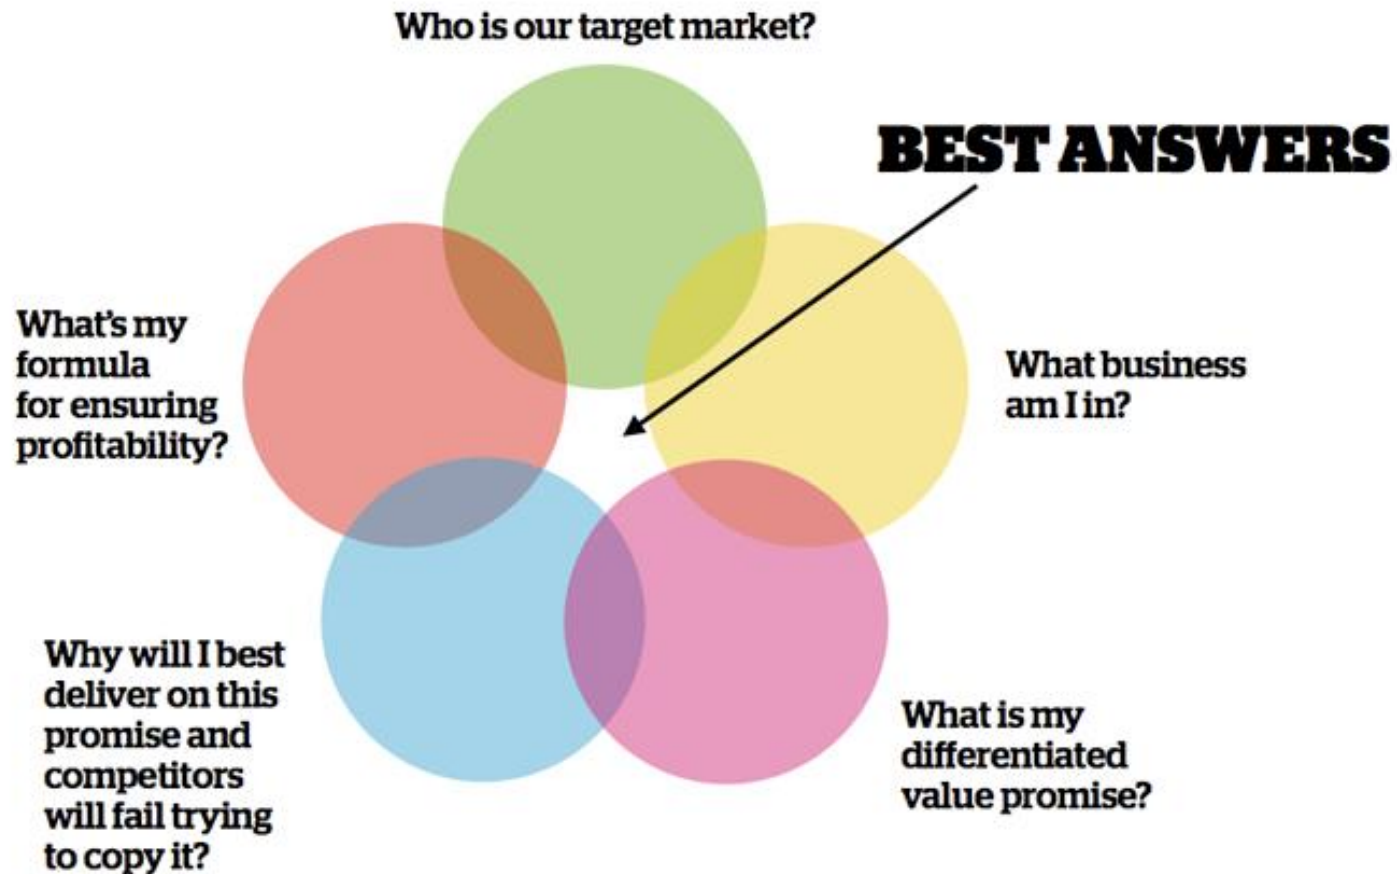 Who is our target market?
BEST ANSWERS
What's my
formula
for ensuring
profitability?
What business
am I in?
Why will I best
deliver on this
promise and
competitors
will fail trying
to copy it?
What is my
differentiated
value promise?